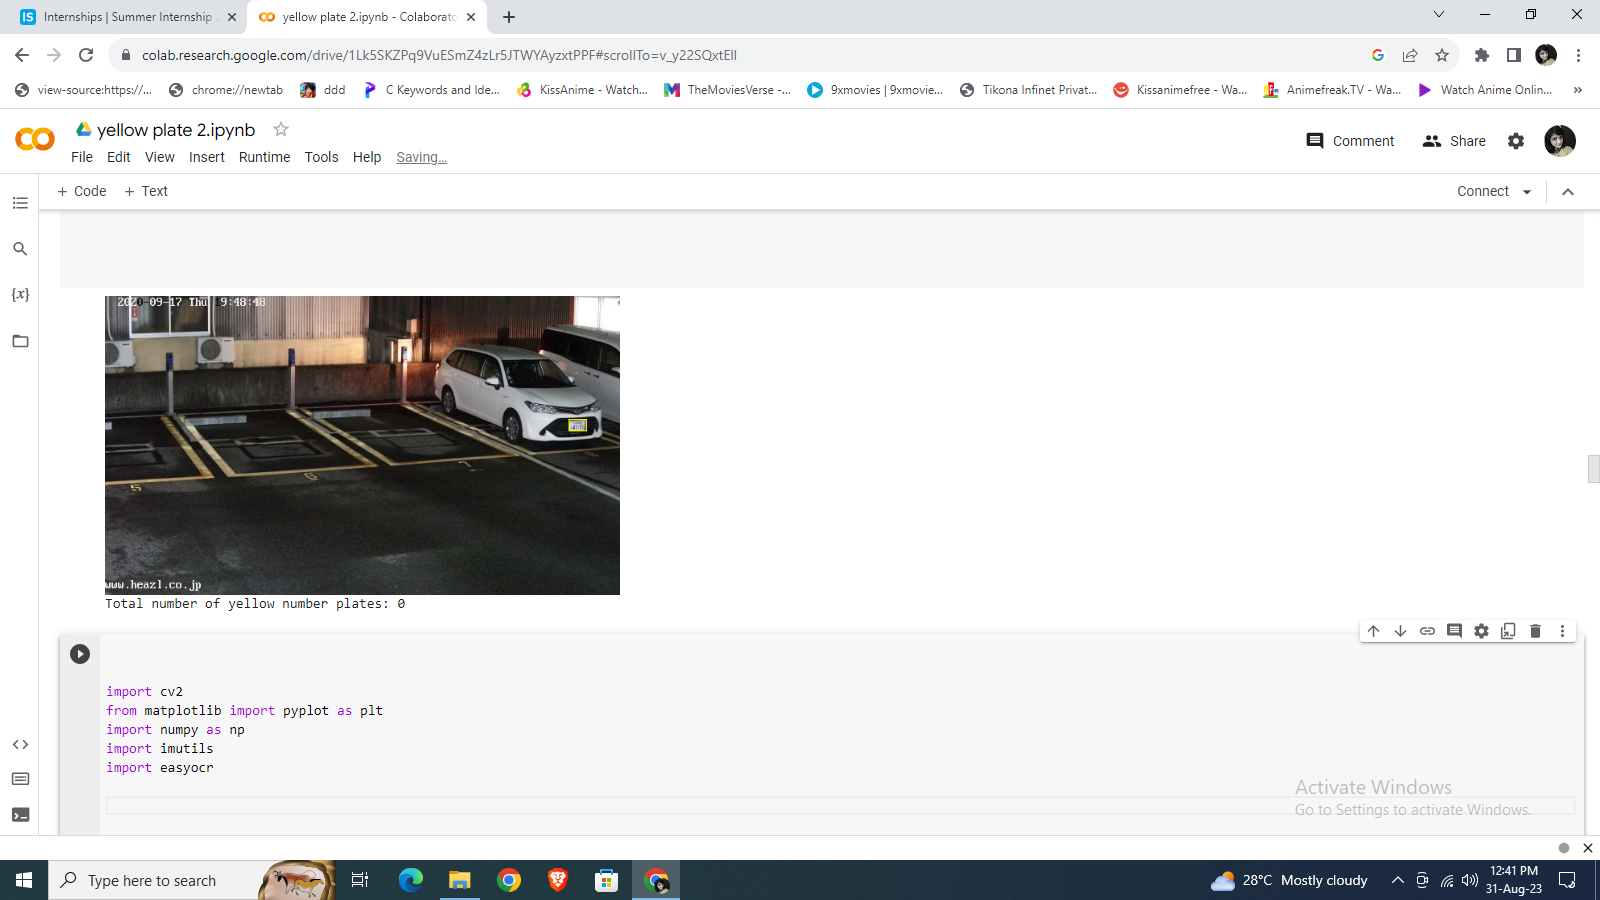 Internships | Summer Internship
yellow plate 2.ipynb - Colaborato
colab.research.google.com/drive/1Lk5SKZPq9VuESmZ4zLr5JTWYAyzxtPPF#scrollTo=v_y22SQxtEIl
view-source:https://...
chrome://newtab
ddd
C Keywords and Ide...
KissAnime - Watch...
TheMoviesVerse -...
9xmovies | 9xmovie...
Tikona Infinet Privat...
Kissanimefree - Wa...
Animefreak.TV - Wa...
Watch Anime Onlin...
yellow plate 2.ipynb
File Edit View Insert Runtime Tools Help Saving...
Comment
Share
+ Code + Text
Connect
{x}
2020-09-17 Thu 19:48:48
5
6
7
www.heazl.co.jp
Total number of yellow number plates: 0
import cv2
from matplotlib import pyplot as plt
import numpy as np
import imutils
import easyocr
Activate Windows
Go to Settings to activate Windows.
Type here to search
28°C Mostly cloudy
12:41 PM
31-Aug-23